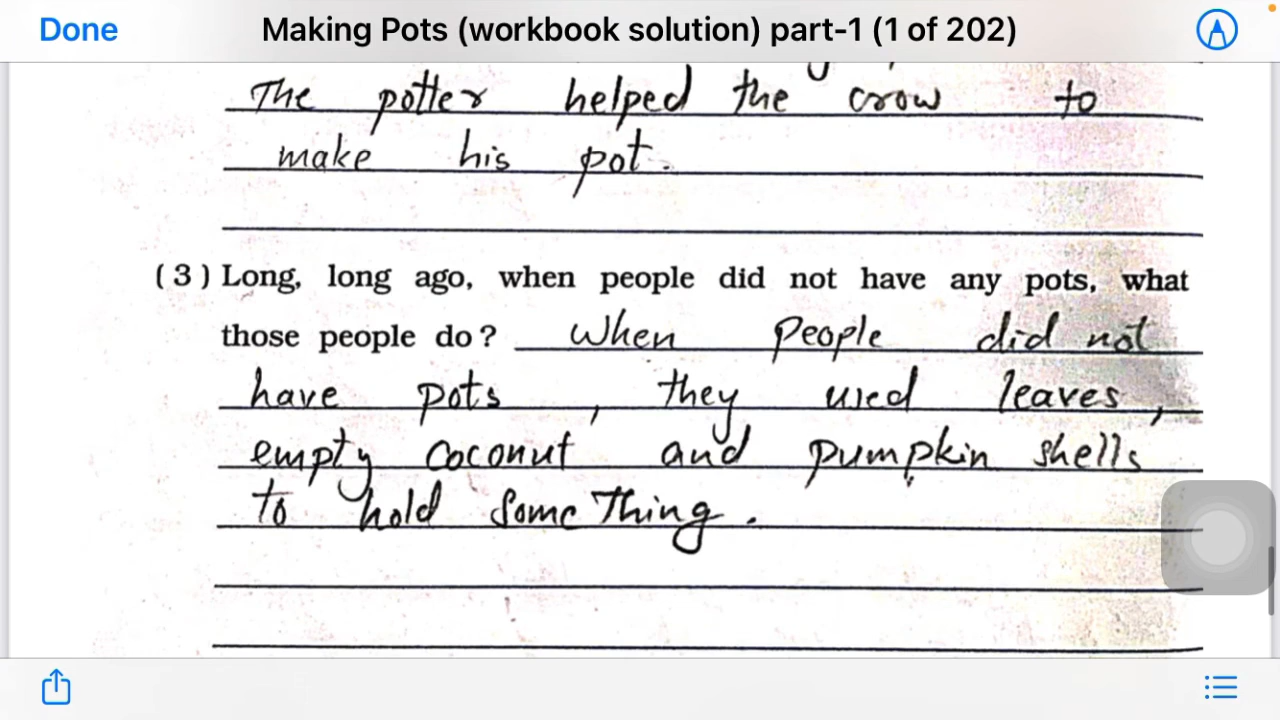 Done
Making Pots (workbook solution) part-1 (1 of 202)
The potter helped the crow to
make his pot.
(3) Long, long ago, when people did not have any pots, what
those people do? When people did not
have pots, they used leaves,
empty coconut and pumpkin shells
to hold some Thing.